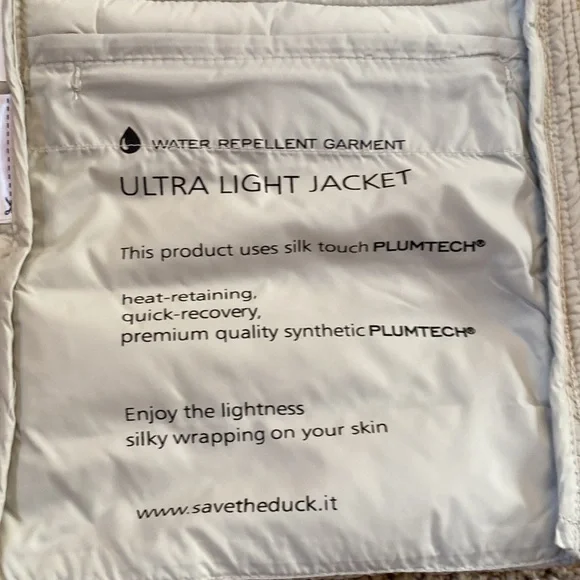 WATER REPELLENT GARMENT
ULTRA LIGHT JACKET
This product uses silk touch PLUMTECH®
heat-retaining,
quick-recovery,
premium quality synthetic PLUMTECH®
Enjoy the lightness
silky wrapping on your skin
www.savetheduck.it